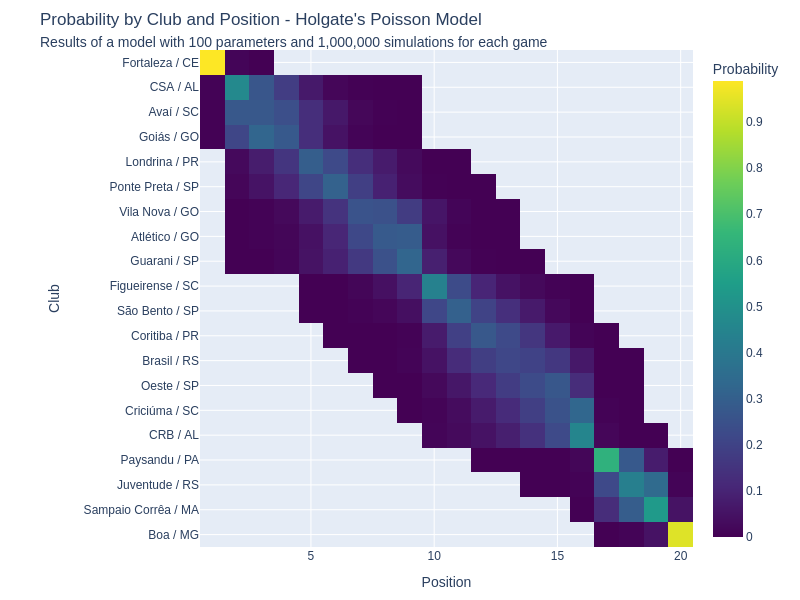 Probability by Club and Position - Holgate's Poisson Model
Results of a model with 100 parameters and 1,000,000 simulations for each game
Probability
Club
Fortaleza / CE
CSA / AL
Avaí / SC
Goiás / GO
Londrina / PR
Ponte Preta / SP
Vila Nova / GO
Atlético / GO
Guarani / SP
Figueirense / SC
São Bento / SP
Coritiba / PR
Brasil / RS
Oeste / SP
Criciúma / SC
CRB / AL
Paysandu / PA
Juventude / RS
Sampaio Corrêa / MA
Boa / MG
0.9
0.8
0.7
0.6
0.5
0.4
0.3
0.2
0.1
0
5 10 15 20
Position